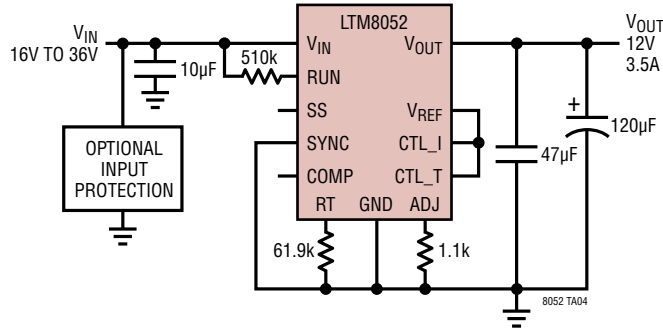 LTM8052
V_IN
16V TO 36V
V_IN
V_OUT
V_OUT
12V
3.5A
510k
10µF
RUN
SS
V_REF
+
120µF
OPTIONAL
INPUT
PROTECTION
SYNC
CTL_I
47µF
COMP
CTL_T
RT GND ADJ
61.9k
1.1k
8052 TA04